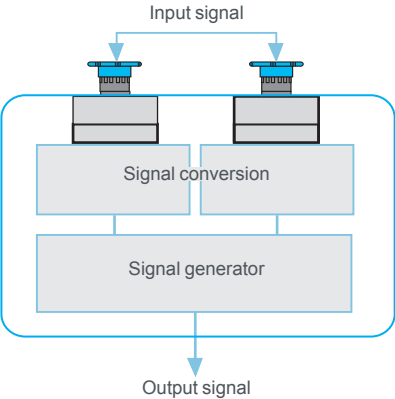 Input signal
Signal conversion
Signal generator
Output signal